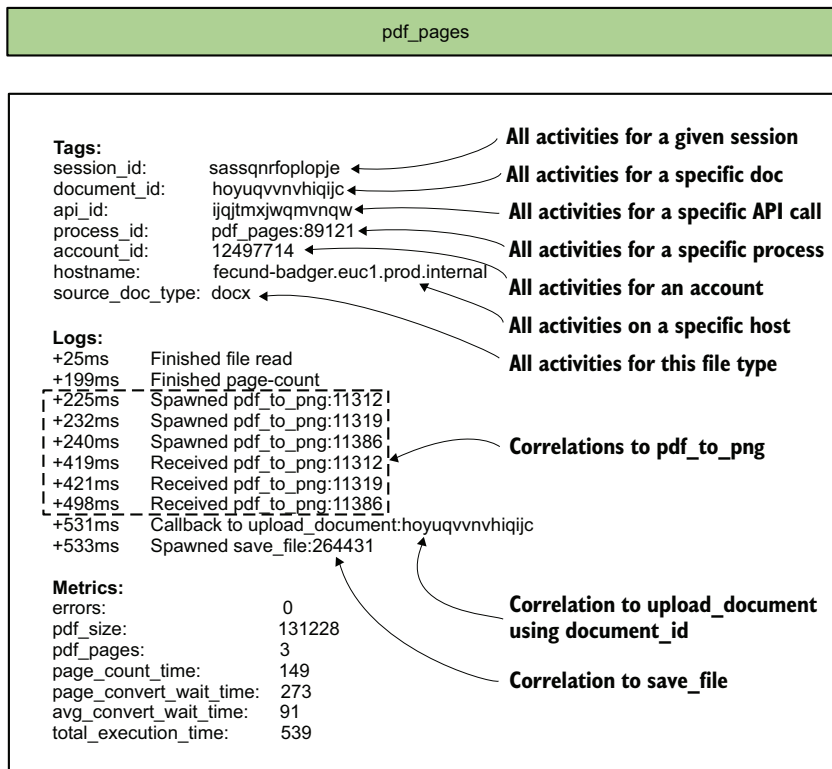 pdf_pages
Tags:
session_id: sassqnrfoplopje
document_id: hoyuqvvnvhiqijc
api_id: ijqjtmxjwqmvnqw
process_id: pdf_pages:89121
account_id: 12497714
hostname: fecund-badger.euc1.prod.internal
source_doc_type: docx
All activities for a given session
All activities for a specific doc
All activities for a specific API call
All activities for a specific process
All activities for an account
All activities on a specific host
All activities for this file type
Logs:
+25ms Finished file read
+199ms Finished page-count
+225ms Spawned pdf_to_png:11312
+232ms Spawned pdf_to_png:11319
+240ms Spawned pdf_to_png:11386
+419ms Received pdf_to_png:11312
+421ms Received pdf_to_png:11319
+498ms Received pdf_to_png:11386
+531ms Callback to upload_document:hoyuqvvnvhiqijc
+533ms Spawned save_file:264431
Correlations to pdf_to_png
Metrics:
errors: 0
pdf_size: 131228
pdf_pages: 3
page_count_time: 149
page_convert_wait_time: 273
avg_convert_wait_time: 91
total_execution_time: 539
Correlation to upload_document
using document_id
Correlation to save_file